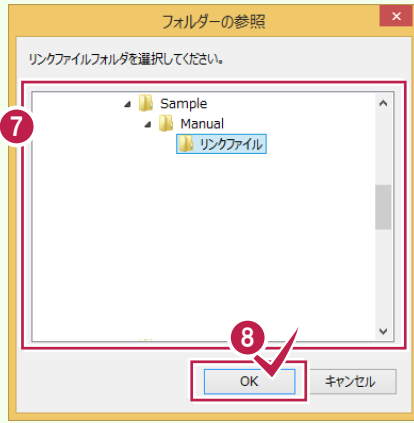 フォルダーの参照
×
リンクファイルフォルダを選択してください。
7
Sample
Manual
リンクファイル
8
OK
キャンセル